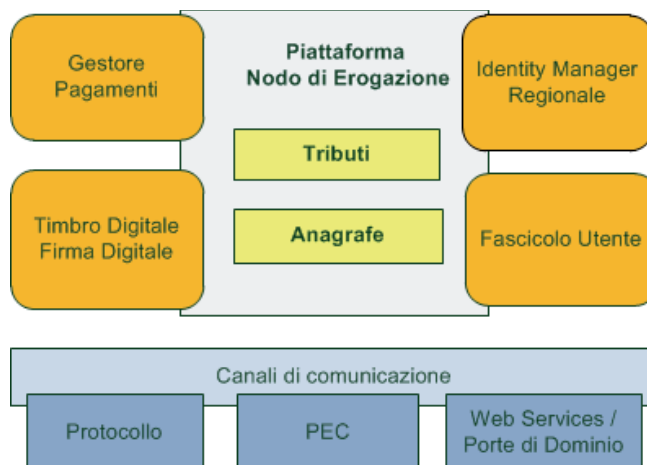 Gestore
Pagamenti
Piattaforma
Nodo di Erogazione
Identity Manager
Regionale
Tributi
Timbro Digitale
Firma Digitale
Anagrafe
Fascicolo Utente
Canali di comunicazione
Protocollo
PEC
Web Services /
Porte di Dominio